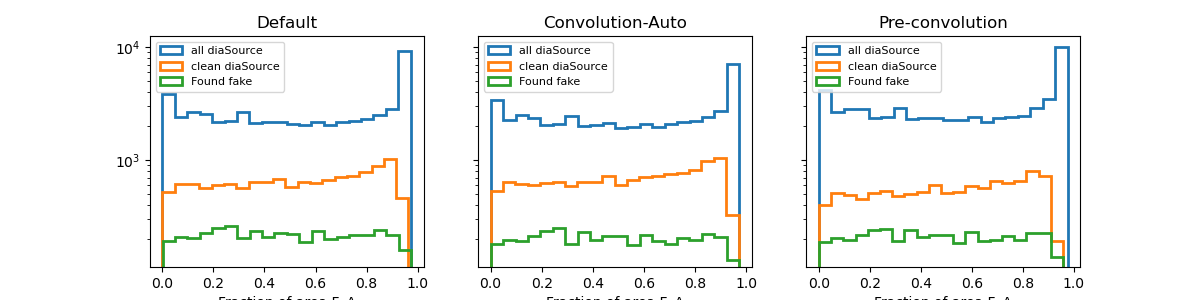 Default
Convolution-Auto
Pre-convolution
10⁴
10³
all diaSource
clean diaSource
Found fake
all diaSource
clean diaSource
Found fake
all diaSource
clean diaSource
Found fake
0.0 0.2 0.4 0.6 0.8 1.0
0.0 0.2 0.4 0.6 0.8 1.0
0.0 0.2 0.4 0.6 0.8 1.0